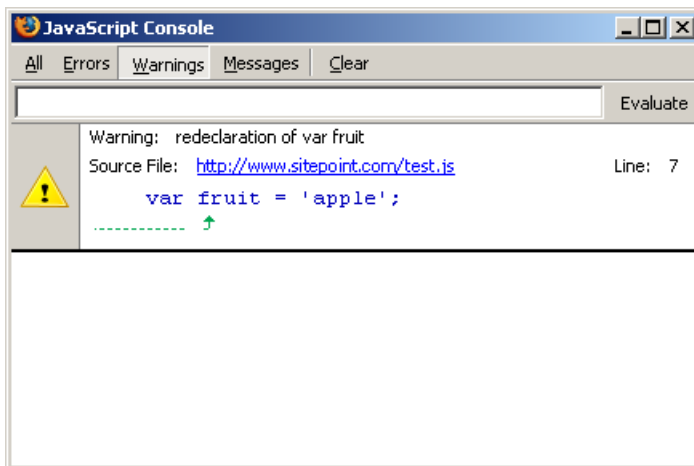 JavaScript Console
All Errors Warnings Messages Clear
Evaluate
Warning: redeclaration of var fruit
Source File: http://www.sitepoint.com/test.js Line: 7
var fruit = 'apple';